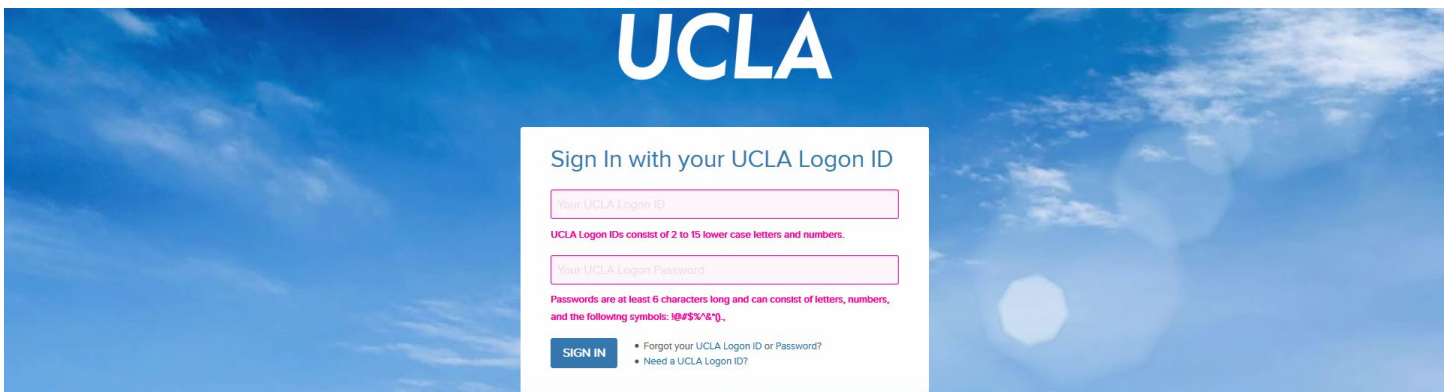 UCLA
Sign In with your UCLA Logon ID
Your UCLA Logon ID
UCLA Logon IDs consist of 2 to 15 lower case letters and numbers.
Your UCLA Logon Password
Passwords are at least 6 characters long and can consist of letters, numbers,
and the following symbols: !@#$%^&*().,
SIGN IN
• Forgot your UCLA Logon ID or Password?
• Need a UCLA Logon ID?